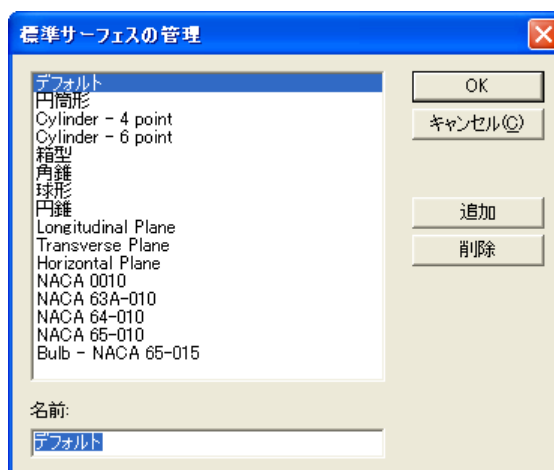 標準サーフェスの管理
デフォルト
円筒形
Cylinder - 4 point
Cylinder - 6 point
箱型
角錐
球形
円錐
Longitudinal Plane
Transverse Plane
Horizontal Plane
NACA 0010
NACA 63A-010
NACA 64-010
NACA 65-010
Bulb - NACA 65-015
OK
キャンセル(C)
追加
削除
名前:
デフォルト